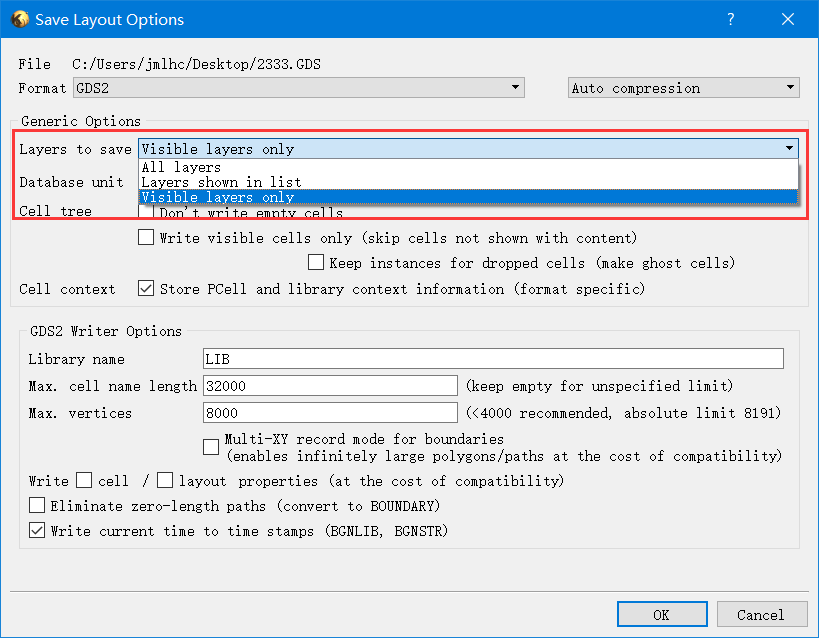 Save Layout Options
File C:/Users/jmlhc/Desktop/2333.GDS
Format GDS2 Auto compression
Generic Options
Layers to save Visible layers only
All layers
Database unit Layers shown in list
Visible layers only
Cell tree Don't write empty cells
Write visible cells only (skip cells not shown with content)
Keep instances for dropped cells (make ghost cells)
Cell context Store PCell and library context information (format specific)
GDS2 Writer Options
Library name LIB
Max. cell name length 32000 (keep empty for unspecified limit)
Max. vertices 8000 (<4000 recommended, absolute limit 8191)
Multi-XY record mode for boundaries
(enables infinitely large polygons/paths at the cost of compatibility)
Write cell / layout properties (at the cost of compatibility)
Eliminate zero-length paths (convert to BOUNDARY)
Write current time to time stamps (BGNLIB, BGNSTR)
OK Cancel